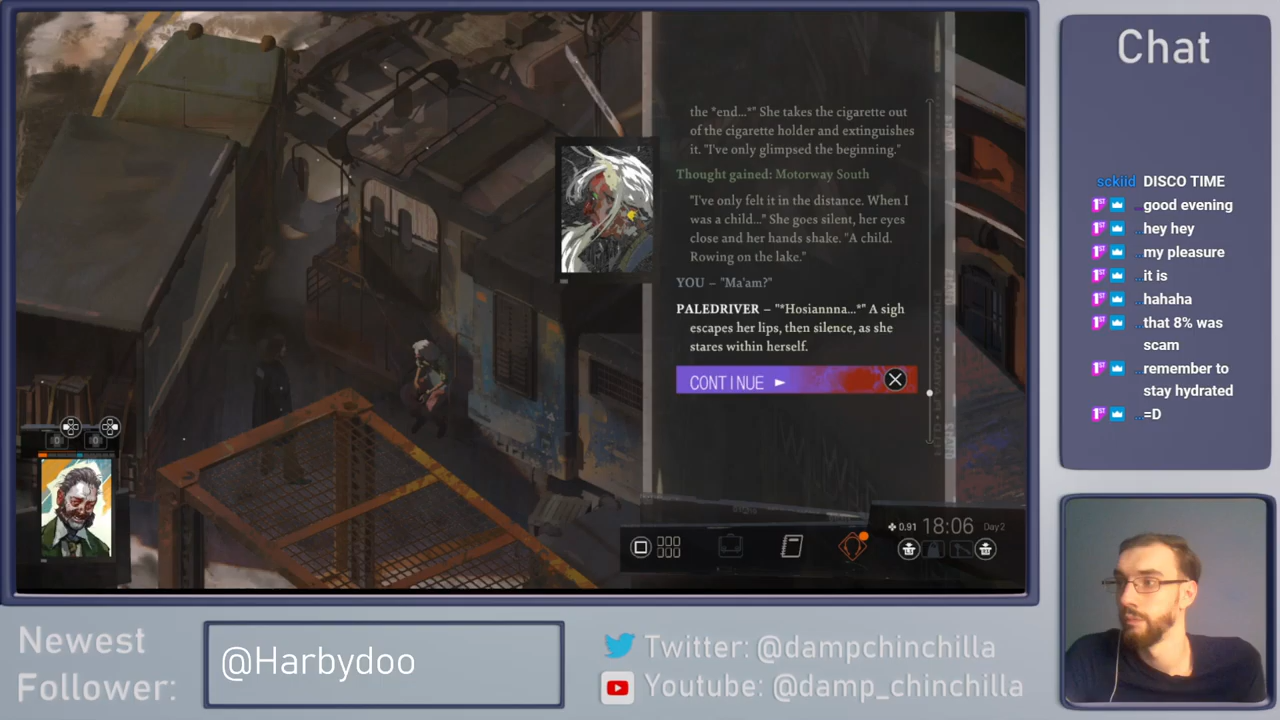 the *end...*" She takes the cigarette out
of the cigarette holder and extinguishes
it. "I've only glimpsed the beginning."
Thought gained: Motorway South
"I've only felt it in the distance. When I
was a child..." She goes silent, her eyes
close and her hands shake. "A child.
Rowing on the lake."
YOU – "Ma'am?"
PALEDRIVER – "*Hosiannna...*" A sigh
escapes her lips, then silence, as she
stares within herself.
CONTINUE
0.91 18:06 Day 2
Chat
sckiid DISCO TIME
good evening
hey hey
my pleasure
it is
hahaha
that 8% was
scam
remember to
stay hydrated
=D
Newest
Follower:
@Harbydoo
Twitter: @dampchinchilla
Youtube: @damp_chinchilla